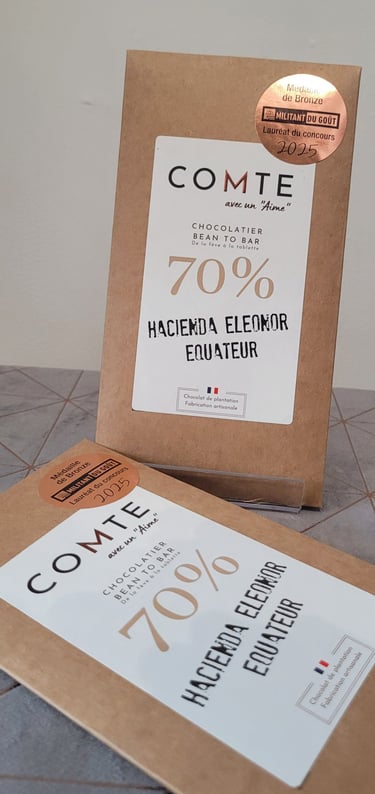 Médaille
de Bronze
MILITANT DU GOÛT
Lauréat du concours
2025
COMTE
avec un "Aime"
CHOCOLATIER
BEAN TO BAR
De la fève à la tablette
70%
HACIENDA ELEONOR
EQUATEUR
Chocolat de plantation
Fabrication artisanale
Médaille
de Bronze
MILITANT DU GOÛT
Lauréat du concours
2025
COMTE
avec un "Aime"
CHOCOLATIER
BEAN TO BAR
De la fève à la tablette
70%
HACIENDA ELEONOR
EQUATEUR
Chocolat de plantation
Fabrication artisanale